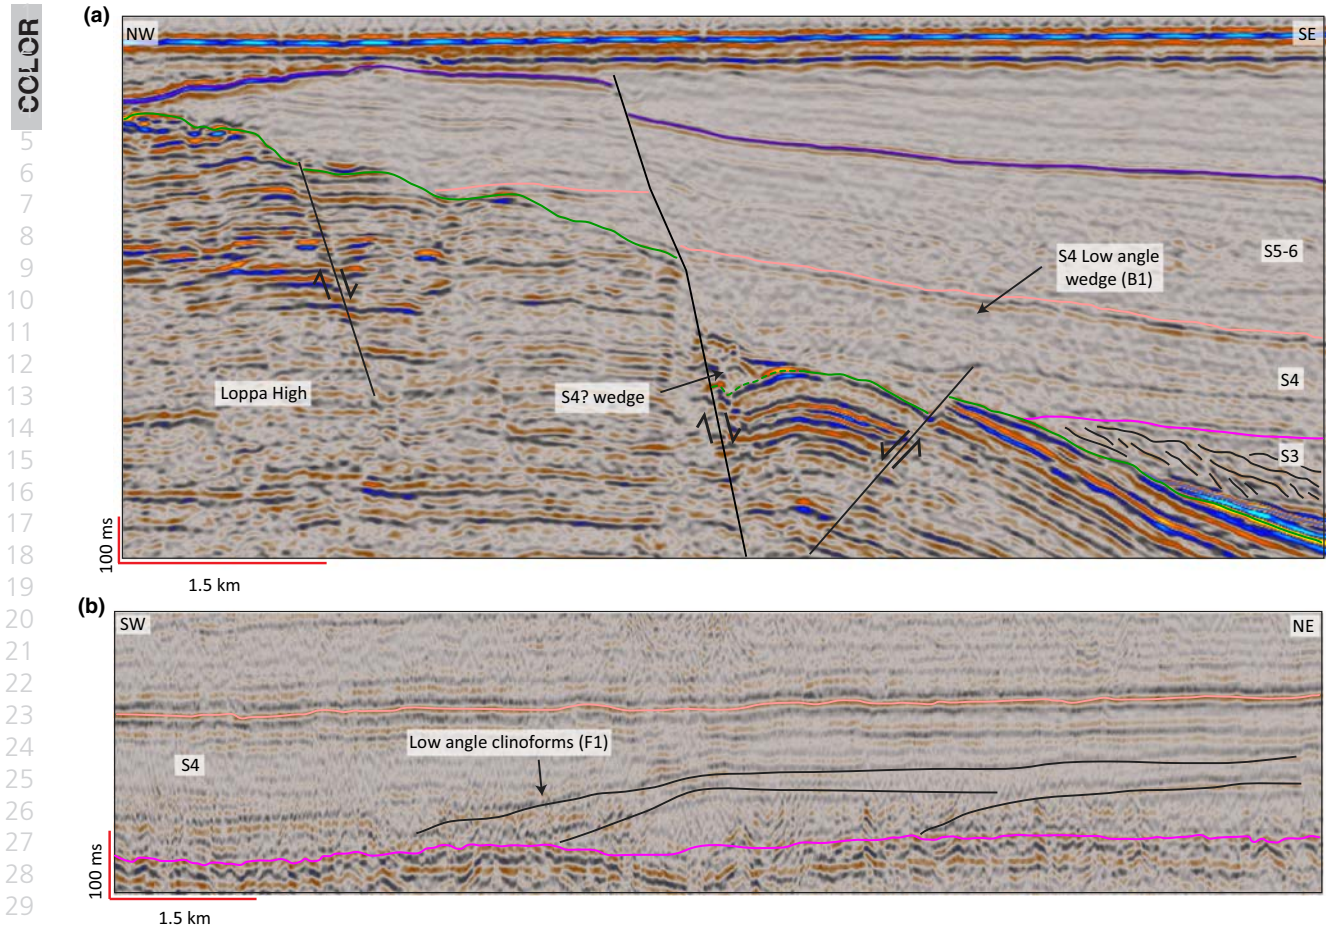 COLOR
(a)
NW
SE
S5-6
S4 Low angle
wedge (B1)
S4
Loppa High
S4? wedge
S3
100 ms
1.5 km
5
6
7
8
9
10
11
12
13
14
15
16
17
18
19
20
21
22
23
24
25
26
27
28
29
(b)
SW
NE
Low angle clinoforms (F1)
S4
100 ms
1.5 km